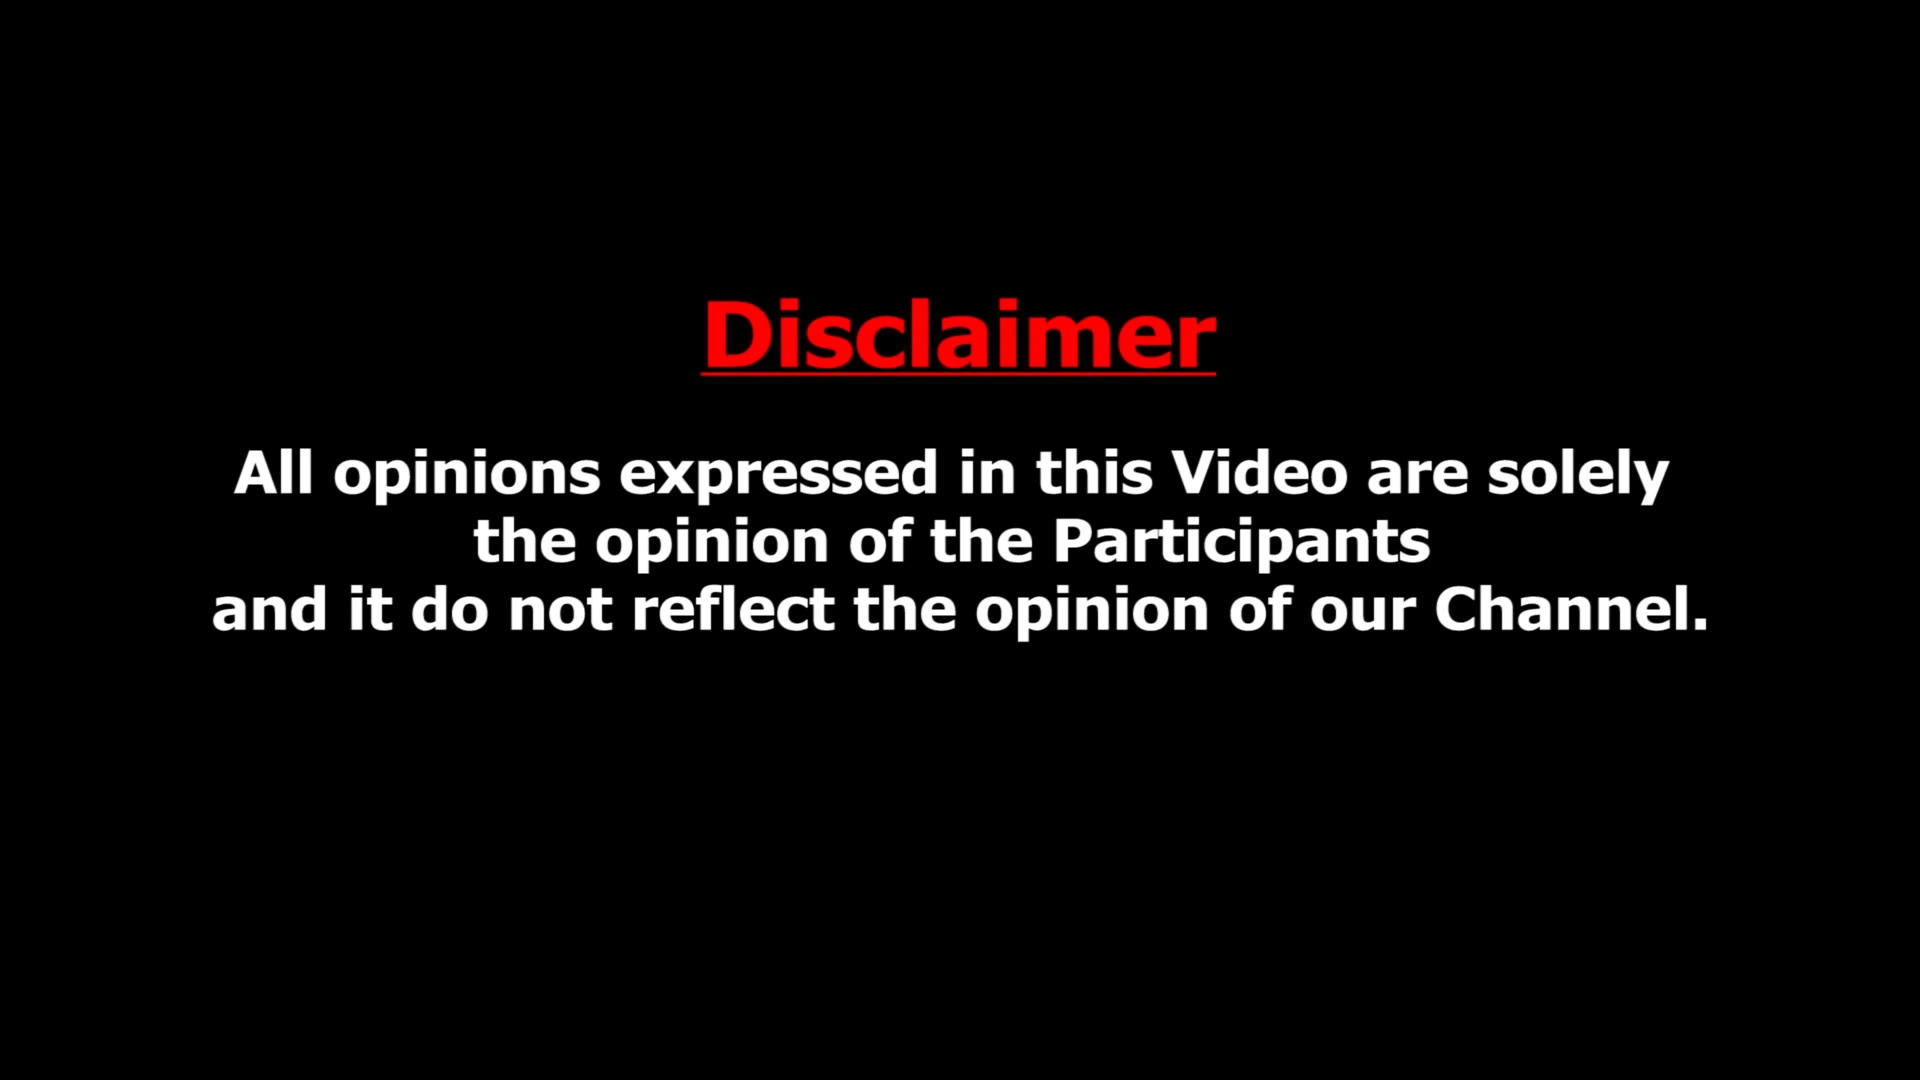 Disclaimer
All opinions expressed in this Video are solely
the opinion of the Participants
and it do not reflect the opinion of our Channel.